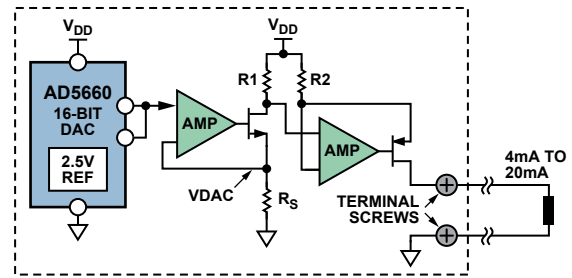 VDD
AD5660
16-BIT
DAC
2.5V
REF
AMP
VDAC
RS
R1
VDD
R2
AMP
TERMINAL
SCREWS
4mA TO
20mA